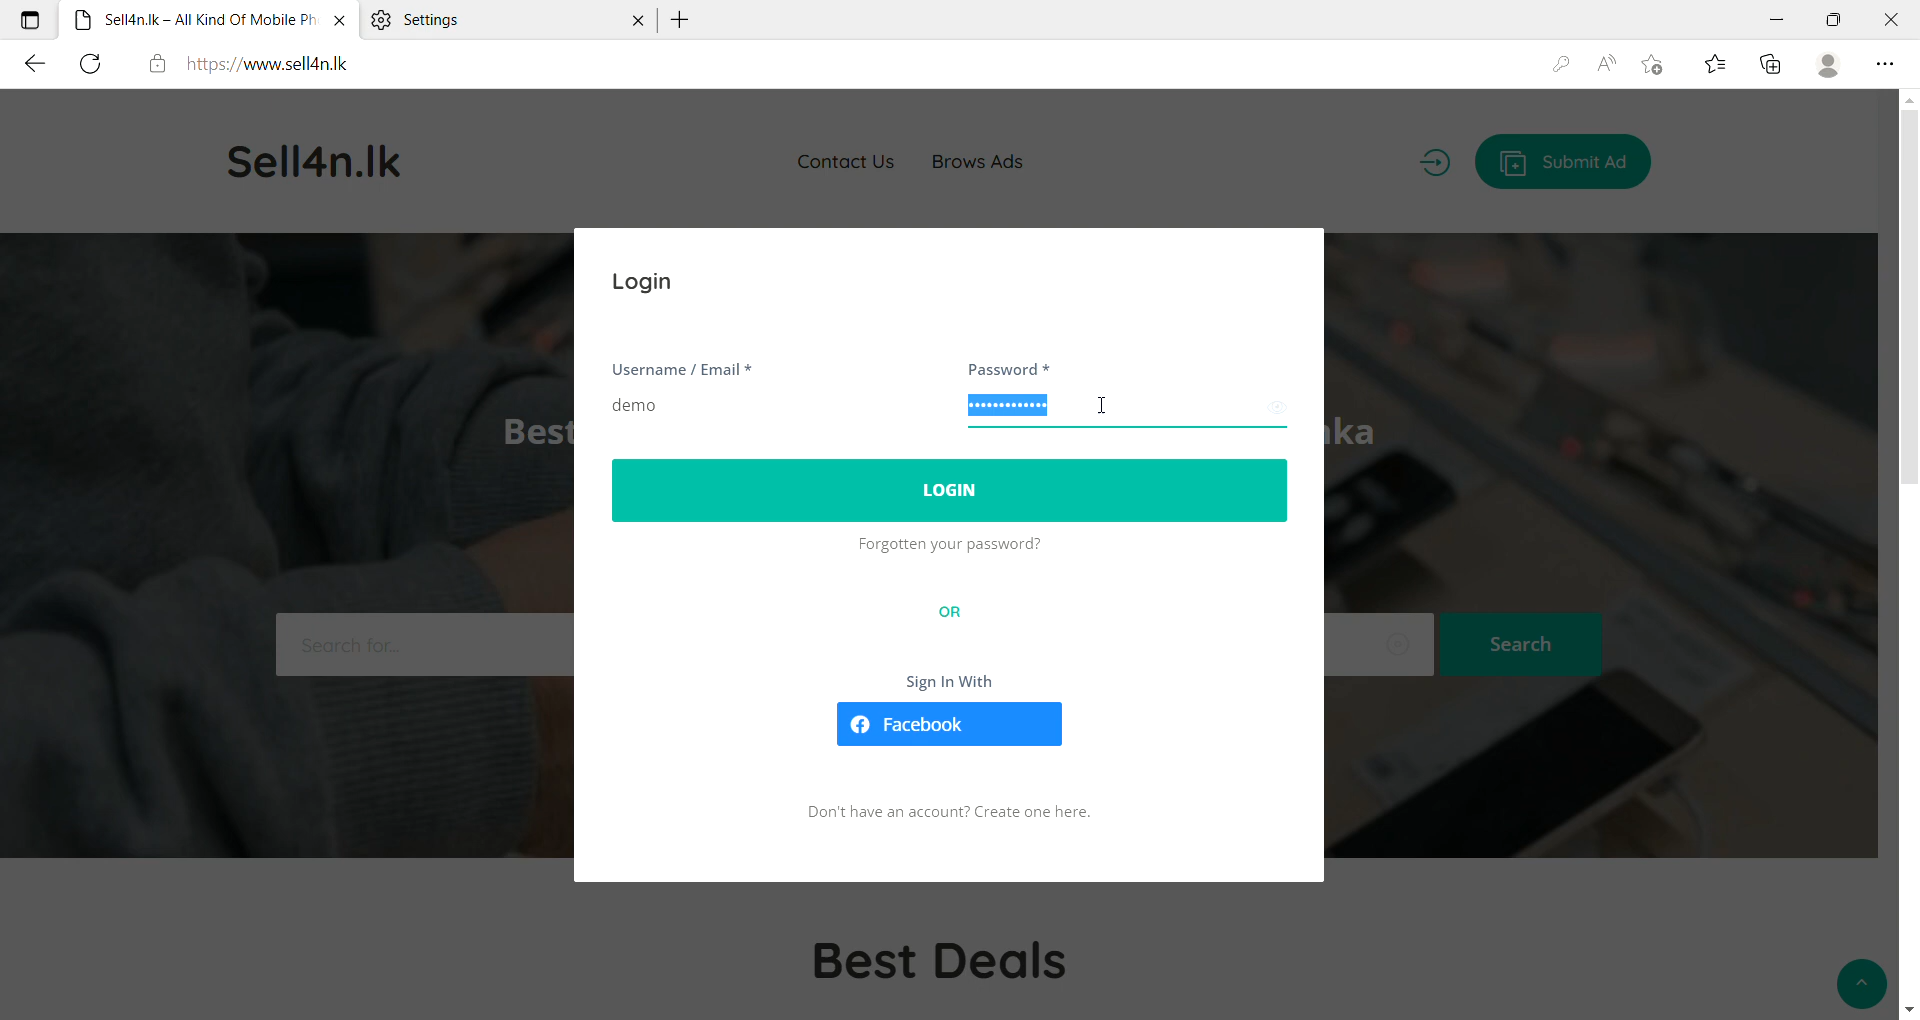 Sell4n.lk – All Kind Of Mobile Ph
Settings
https://www.sell4n.lk
Sell4n.lk
Contact Us
Brows Ads
Submit Ad
Login
Username / Email *
Password *
demo
•••••••••••••
Best
nka
LOGIN
Forgotten your password?
OR
Search for...
Search
Sign In With
Facebook
Don't have an account? Create one here.
Best Deals